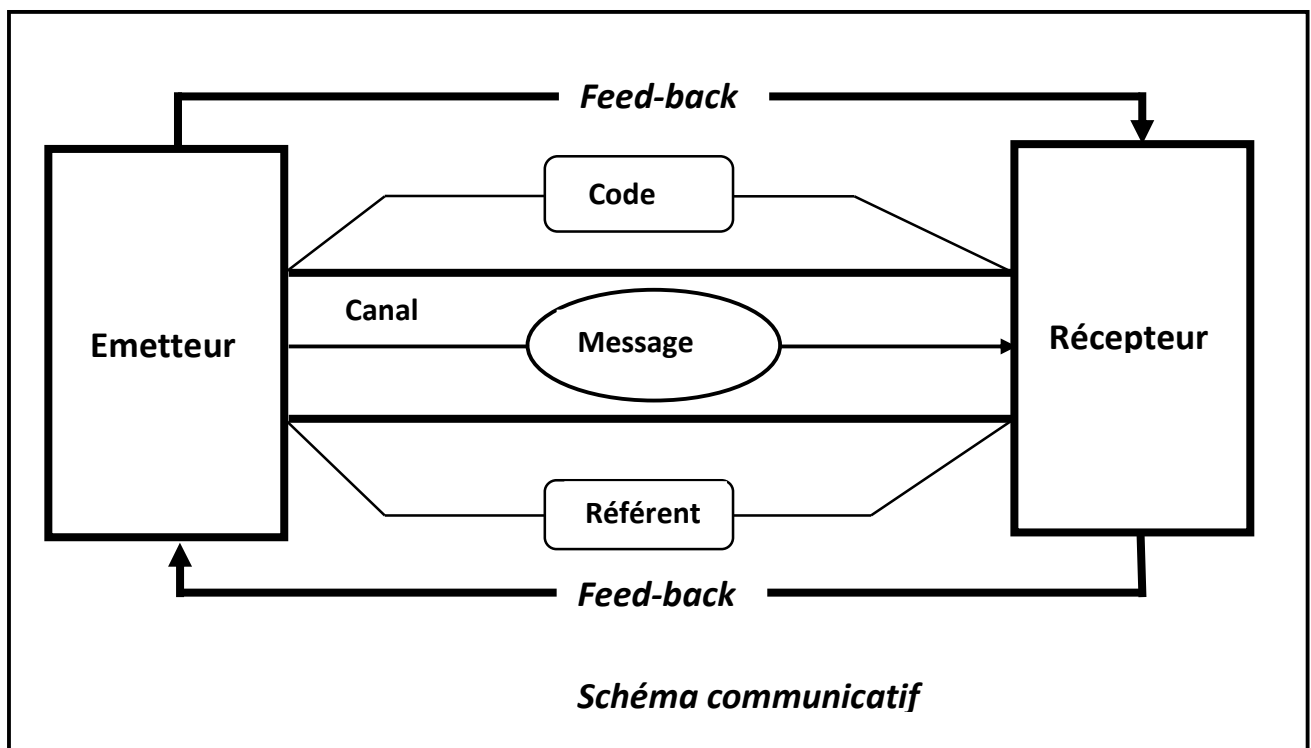 Feed-back
Code
Canal
Emetteur
Message
Récepteur
Référent
Feed-back
Schéma communicatif